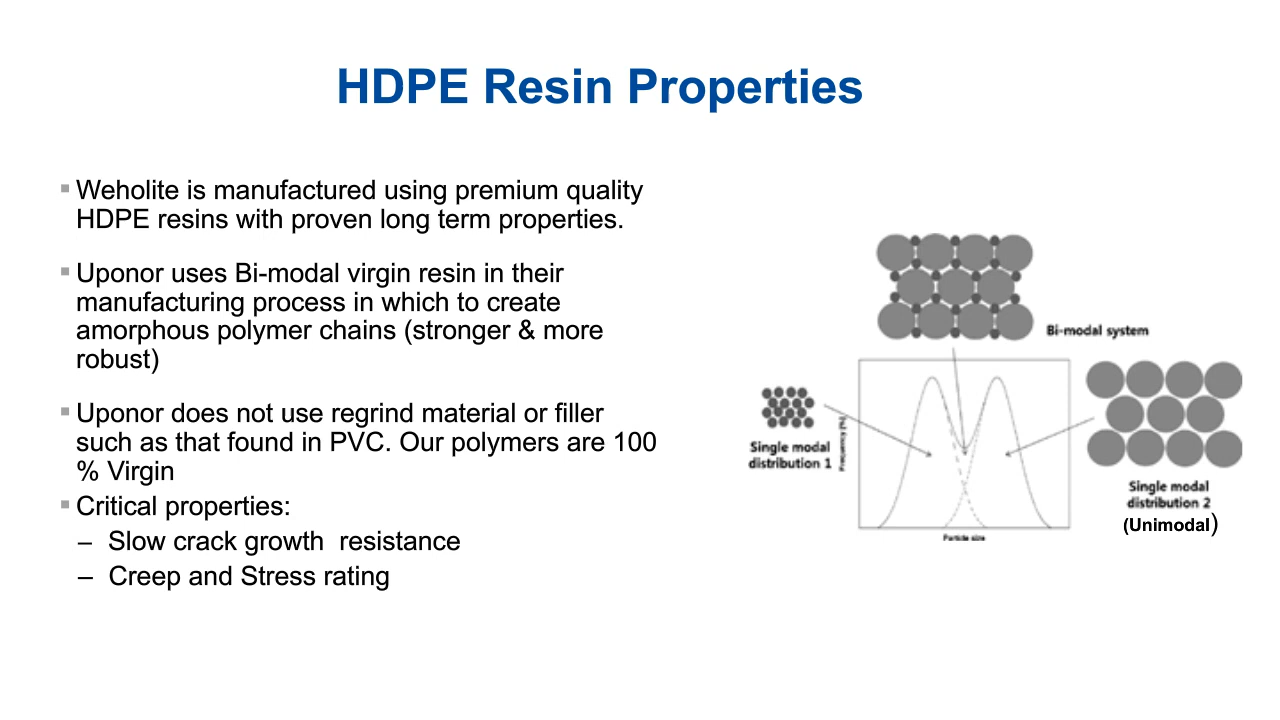 HDPE Resin Properties
Weholite is manufactured using premium quality
HDPE resins with proven long term properties.
Uponor uses Bi-modal virgin resin in their
manufacturing process in which to create
amorphous polymer chains (stronger & more
robust)
Uponor does not use regrind material or filler
such as that found in PVC. Our polymers are 100
% Virgin
Critical properties:
– Slow crack growth  resistance
– Creep and Stress rating
Bi-modal system
Single modal
distribution 1
Frequency (%)
Particle size
Single modal
distribution 2
(Unimodal)